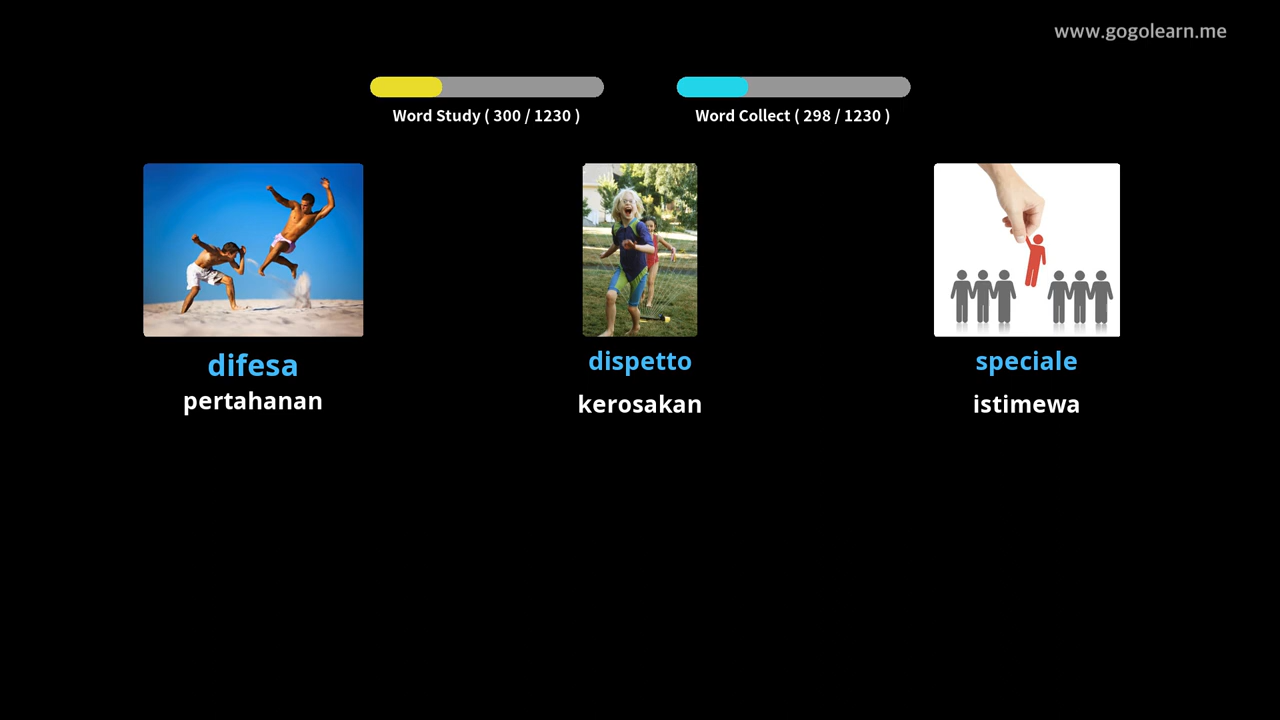 www.gogolearn.me
Word Study ( 300 / 1230 )
Word Collect ( 298 / 1230 )
difesa
pertahanan
dispetto
kerosakan
speciale
istimewa